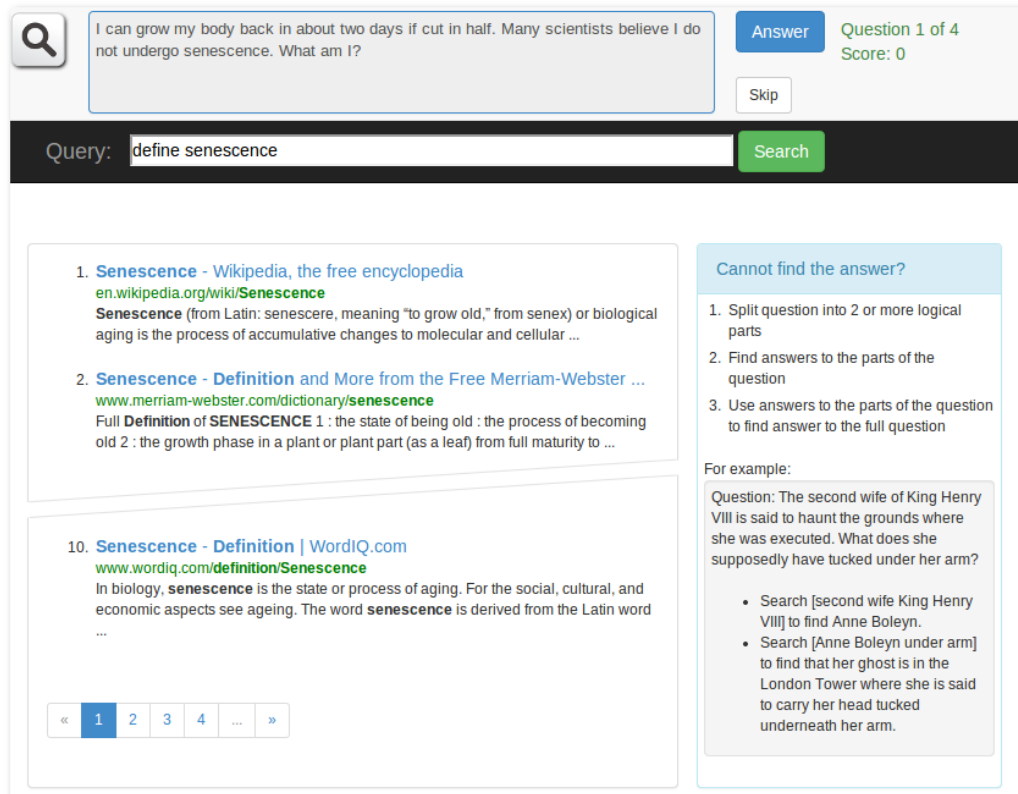 I can grow my body back in about two days if cut in half. Many scientists believe I do
not undergo senescence. What am I?
Answer
Question 1 of 4
Score: 0
Skip
Query:
define senescence
Search
1. Senescence - Wikipedia, the free encyclopedia
en.wikipedia.org/wiki/Senescence
Senescence (from Latin: senescere, meaning “to grow old,” from senex) or biological
aging is the process of accumulative changes to molecular and cellular ...
2. Senescence - Definition and More from the Free Merriam-Webster ...
www.merriam-webster.com/dictionary/senescence
Full Definition of SENESCENCE 1 : the state of being old : the process of becoming
old 2 : the growth phase in a plant or plant part (as a leaf) from full maturity to ...
10. Senescence - Definition | WordIQ.com
www.wordiq.com/definition/Senescence
In biology, senescence is the state or process of aging. For the social, cultural, and
economic aspects see ageing. The word senescence is derived from the Latin word
...
« 1 2 3 4 ... »
Cannot find the answer?
1. Split question into 2 or more logical
parts
2. Find answers to the parts of the
question
3. Use answers to the parts of the question
to find answer to the full question
For example:
Question: The second wife of King Henry
VIII is said to haunt the grounds where
she was executed. What does she
supposedly have tucked under her arm?
• Search [second wife King Henry
VIII] to find Anne Boleyn.
• Search [Anne Boleyn under arm]
to find that her ghost is in the
London Tower where she is said
to carry her head tucked
underneath her arm.